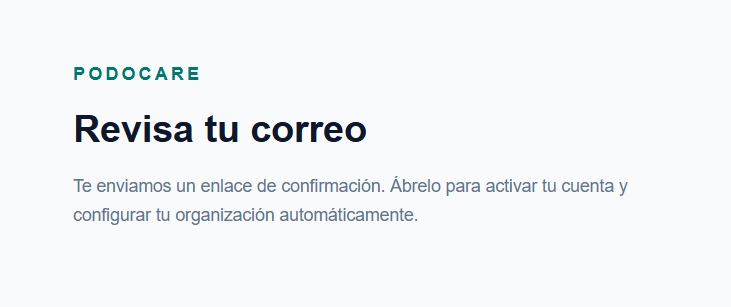 PODOCARE
Revisa tu correo
Te enviamos un enlace de confirmación. Ábrelo para activar tu cuenta y
configurar tu organización automáticamente.